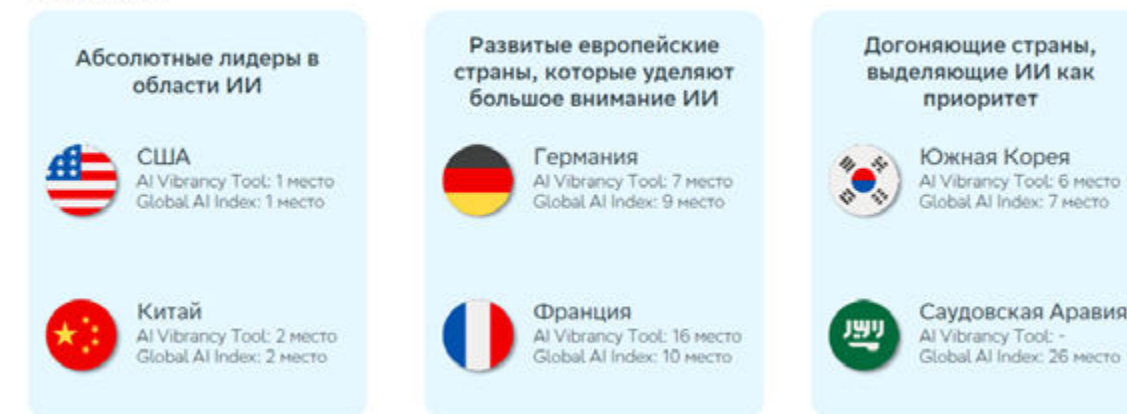 Абсолютные лидеры в
области ИИ
США
AI Vibrancy Tool: 1 место
Global AI Index: 1 место
Китай
AI Vibrancy Tool: 2 место
Global AI Index: 2 место
Развитые европейские
страны, которые уделяют
большое внимание ИИ
Германия
AI Vibrancy Tool: 7 место
Global AI Index: 9 место
Франция
AI Vibrancy Tool: 16 место
Global AI Index: 10 место
Догоняющие страны,
выделяющие ИИ как
приоритет
Южная Корея
AI Vibrancy Tool: 6 место
Global AI Index: 7 место
Саудовская Аравия
AI Vibrancy Tool: -
Global AI Index: 26 место